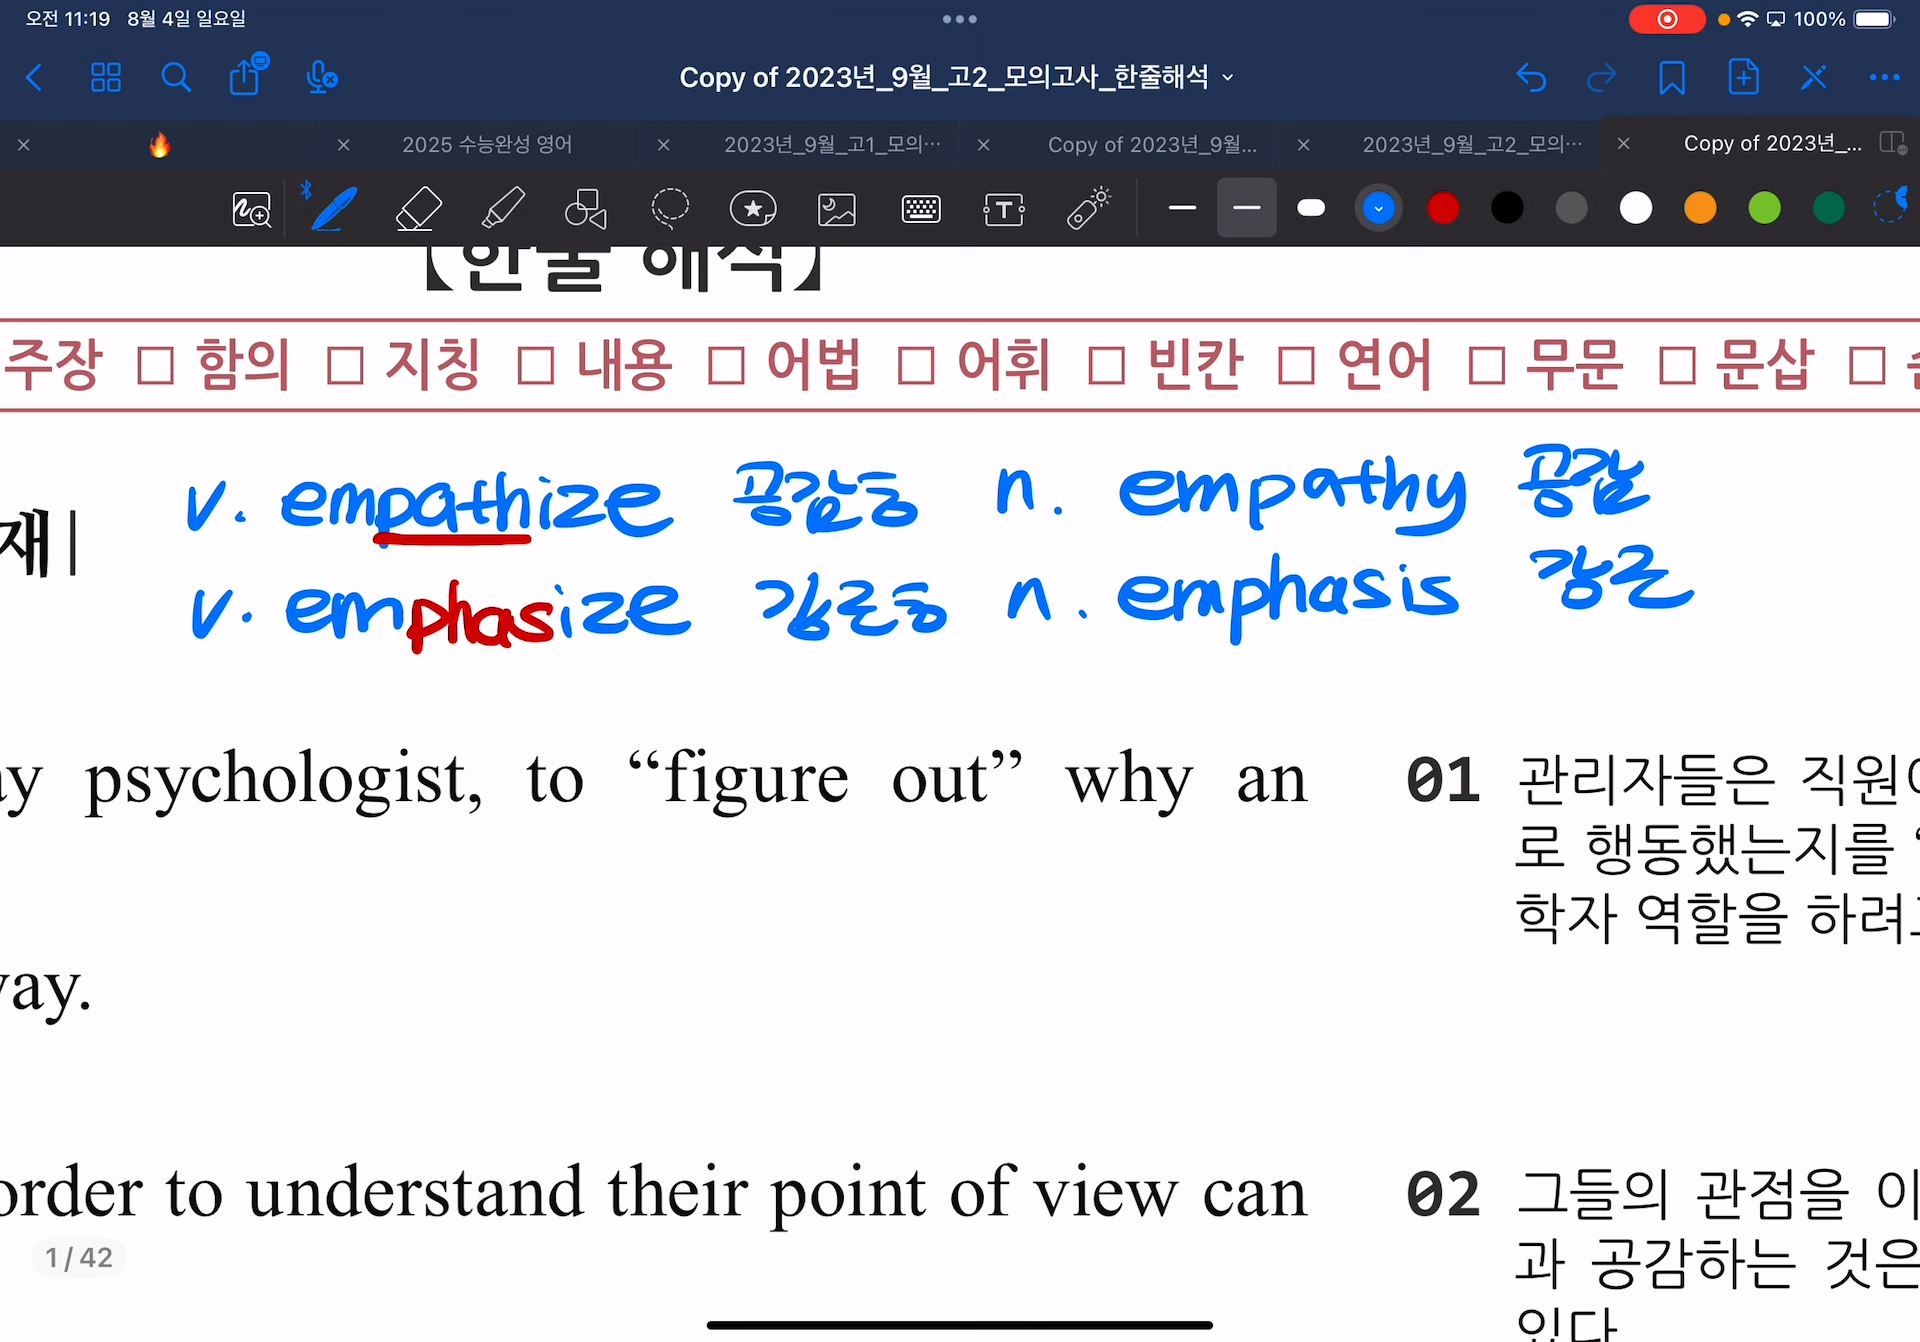 오전 11:19 8월 4일 일요일 100%
Copy of 2023년_9월_고2_모의고사_한줄해석
2025 수능완성 영어 2023년_9월_고1_모의… Copy of 2023년_9월... 2023년_9월_고2_모의… Copy of 2023년_...
【한줄 해석】
주장 □ 함의 □ 지칭 □ 내용 □ 어법 □ 어휘 □ 빈칸 □ 연어 □ 무문 □ 문삽 □
v. empathize 공감하 n. empathy 공감
재|
v. emphasize 강조하 n. emphasis 강조
ay psychologist, to “figure out” why an
01 관리자들은 직원이
로 행동했는지를 ‘
학자 역할을 하려고
way.
order to understand their point of view can
02 그들의 관점을 이
과 공감하는 것은
있다
1 / 42